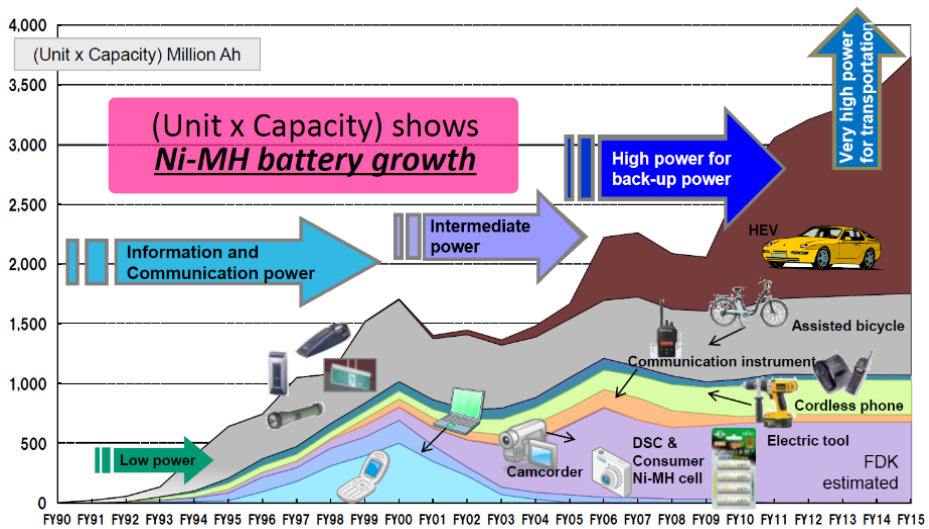 4,000
(Unit x Capacity) Million Ah
3,500
3,000
2,500
2,000
1,500
1,000
500
0
(Unit x Capacity) shows
Ni-MH battery growth
Very high power
for transportation
High power for
back-up power
Intermediate
power
Information and
Communication power
Low power
HEV
Assisted bicycle
Communication instrument
Cordless phone
Electric tool
Camcorder
DSC &
Consumer
Ni-MH cell
FDK
estimated
FY90 FY91 FY92 FY93 FY94 FY95 FY96 FY97 FY98 FY99 FY00 FY01 FY02 FY03 FY04 FY05 FY06 FY07 FY08 FY09 FY10 FY11 FY12 FY13 FY14 FY15